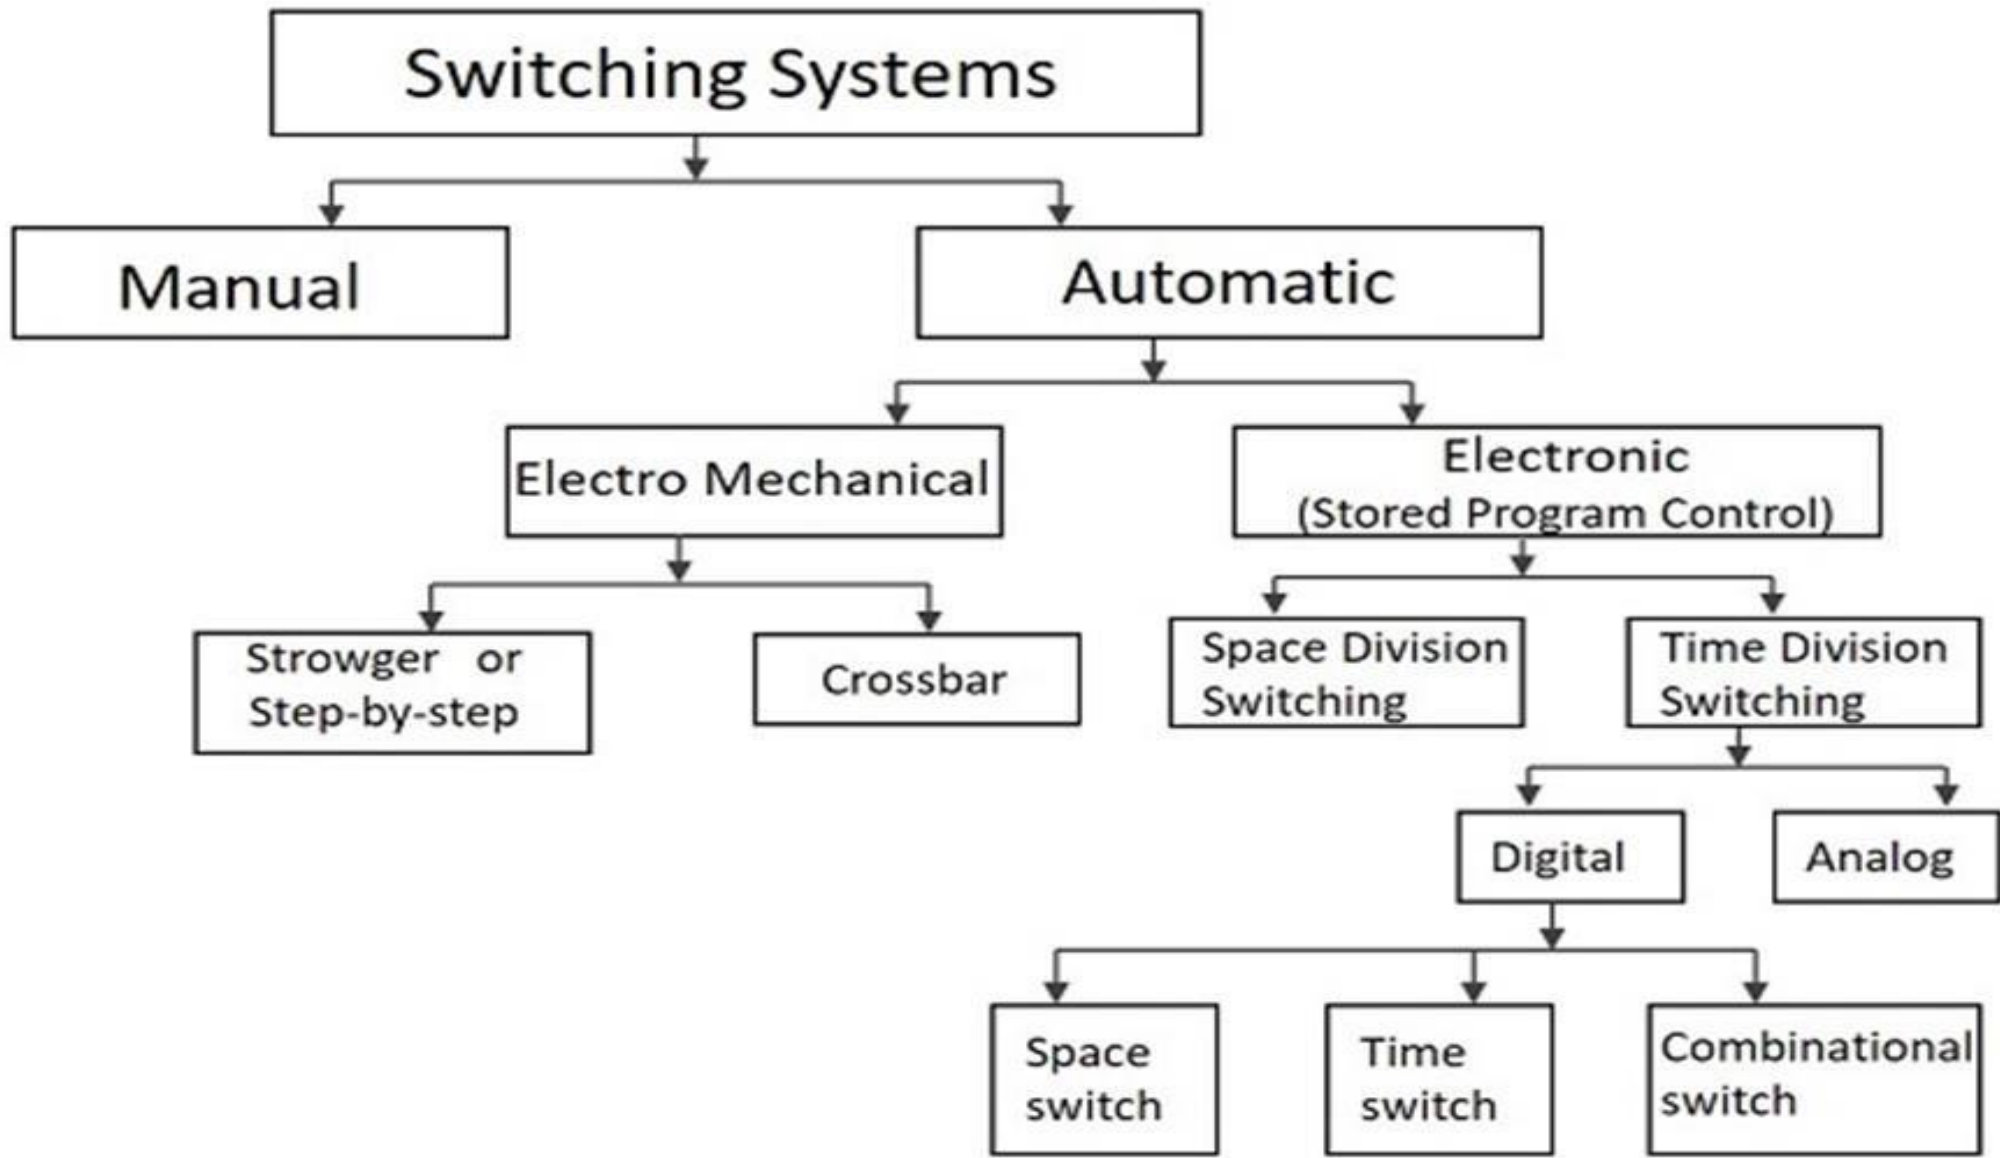 Switching Systems
Manual
Automatic
Electro Mechanical
Electronic
(Stored Program Control)
Strowger or
Step-by-step
Crossbar
Space Division
Switching
Time Division
Switching
Digital
Analog
Space
switch
Time
switch
Combinational
switch